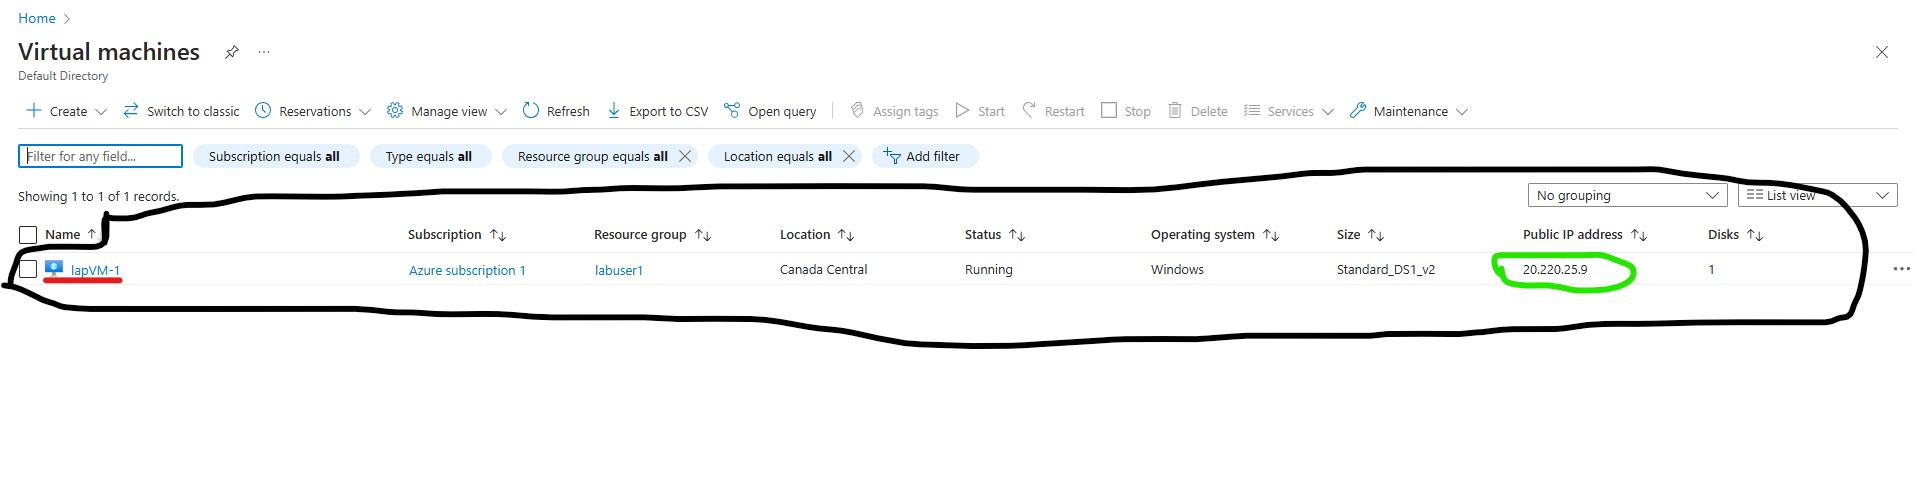 Home >
Virtual machines ...
Default Directory
Create Switch to classic Reservations Manage view Refresh Export to CSV Open query Assign tags Start Restart Stop Delete Services Maintenance
Filter for any field... Subscription equals all Type equals all Resource group equals all Location equals all Add filter
Showing 1 to 1 of 1 records. No grouping List view
Name ↑ Subscription ↑↓ Resource group ↑↓ Location ↑↓ Status ↑↓ Operating system ↑↓ Size ↑↓ Public IP address ↑↓ Disks ↑↓
lapVM-1 Azure subscription 1 labuser1 Canada Central Running Windows Standard_DS1_v2 20.220.25.9 1 ...